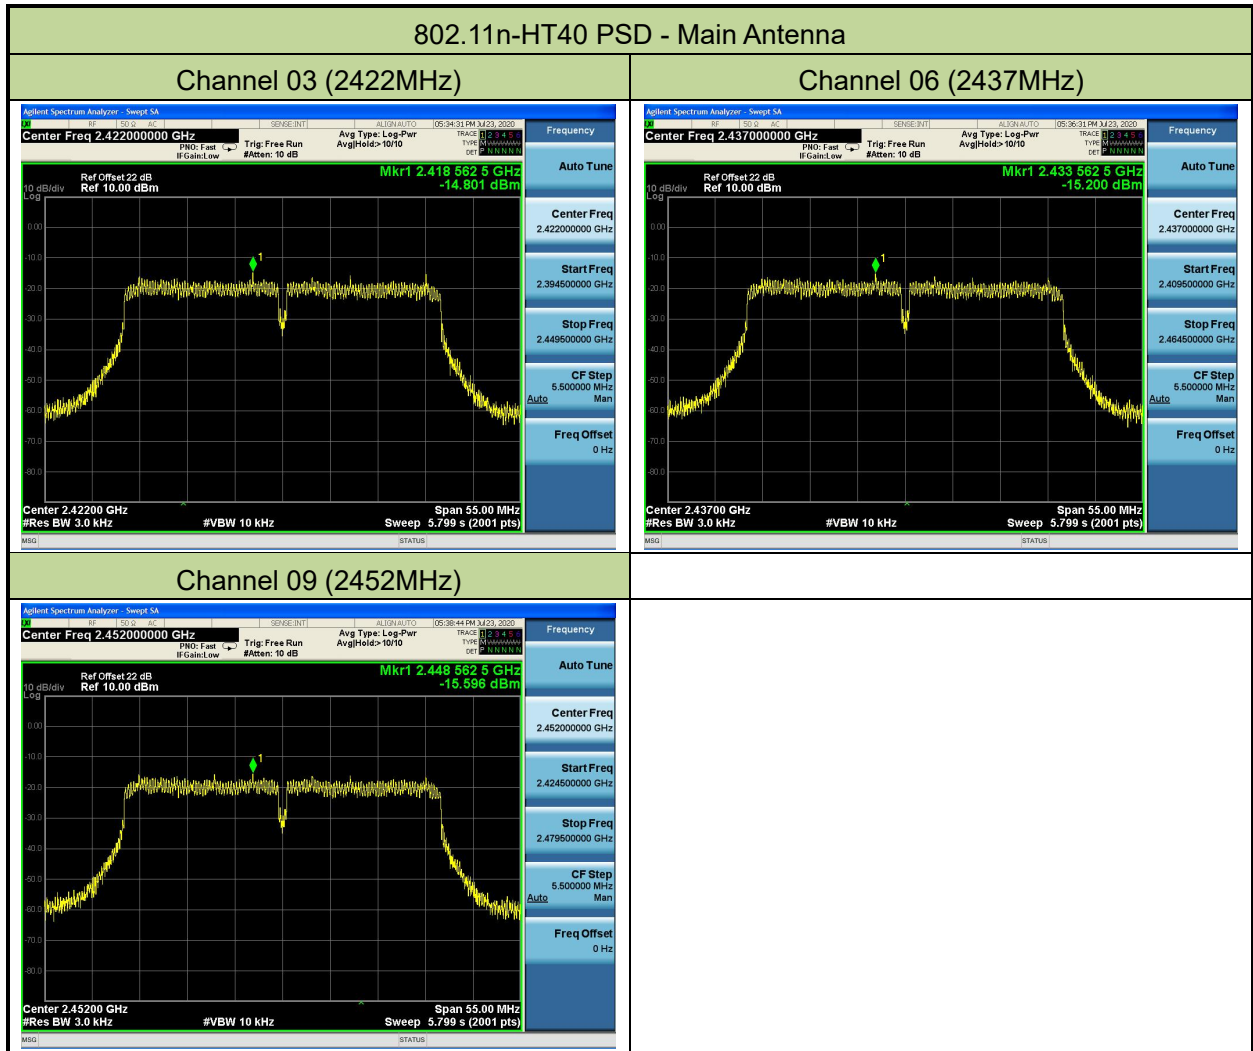 802.11n-HT40 PSD - Main Antenna
Channel 03 (2422MHz)
Channel 06 (2437MHz)
Agilent Spectrum Analyzer - Swept SA
RF 50 Ω AC SENSE:INT ALIGN AUTO 05:34:31 PM Jul 23, 2020
Center Freq 2.422000000 GHz
PNO: Fast
IFGain:Low
Trig: Free Run
#Atten: 10 dB
Avg Type: Log-Pwr
Avg|Hold:>10/10
TRACE 1 2 3 4 5 6
TYPE M
DET P N N N N N
Frequency
Mkr1 2.418 562 5 GHz
-14.801 dBm
Ref Offset 22 dB
10 dB/div Ref 10.00 dBm
Log
0.00
-10.0
-20.0
-30.0
-40.0
-50.0
-60.0
-70.0
-80.0
1
Auto Tune
Center Freq
2.422000000 GHz
Start Freq
2.394500000 GHz
Stop Freq
2.449500000 GHz
CF Step
5.500000 MHz
Auto Man
Freq Offset
0 Hz
Center 2.42200 GHz Span 55.00 MHz
#Res BW 3.0 kHz #VBW 10 kHz Sweep 5.799 s (2001 pts)
MSG STATUS
Agilent Spectrum Analyzer - Swept SA
RF 50 Ω AC SENSE:INT ALIGN AUTO 05:36:31 PM Jul 23, 2020
Center Freq 2.437000000 GHz
PNO: Fast
IFGain:Low
Trig: Free Run
#Atten: 10 dB
Avg Type: Log-Pwr
Avg|Hold:>10/10
TRACE 1 2 3 4 5 6
TYPE M
DET P N N N N N
Frequency
Mkr1 2.433 562 5 GHz
-15.200 dBm
Ref Offset 22 dB
10 dB/div Ref 10.00 dBm
Log
0.00
-10.0
-20.0
-30.0
-40.0
-50.0
-60.0
-70.0
-80.0
1
Auto Tune
Center Freq
2.437000000 GHz
Start Freq
2.409500000 GHz
Stop Freq
2.464500000 GHz
CF Step
5.500000 MHz
Auto Man
Freq Offset
0 Hz
Center 2.43700 GHz Span 55.00 MHz
#Res BW 3.0 kHz #VBW 10 kHz Sweep 5.799 s (2001 pts)
MSG STATUS
Channel 09 (2452MHz)
Agilent Spectrum Analyzer - Swept SA
RF 50 Ω AC SENSE:INT ALIGN AUTO 05:38:44 PM Jul 23, 2020
Center Freq 2.452000000 GHz
PNO: Fast
IFGain:Low
Trig: Free Run
#Atten: 10 dB
Avg Type: Log-Pwr
Avg|Hold:>10/10
TRACE 1 2 3 4 5 6
TYPE M
DET P N N N N N
Frequency
Mkr1 2.448 562 5 GHz
-15.596 dBm
Ref Offset 22 dB
10 dB/div Ref 10.00 dBm
Log
0.00
-10.0
-20.0
-30.0
-40.0
-50.0
-60.0
-70.0
-80.0
1
Auto Tune
Center Freq
2.452000000 GHz
Start Freq
2.424500000 GHz
Stop Freq
2.479500000 GHz
CF Step
5.500000 MHz
Auto Man
Freq Offset
0 Hz
Center 2.45200 GHz Span 55.00 MHz
#Res BW 3.0 kHz #VBW 10 kHz Sweep 5.799 s (2001 pts)
MSG STATUS